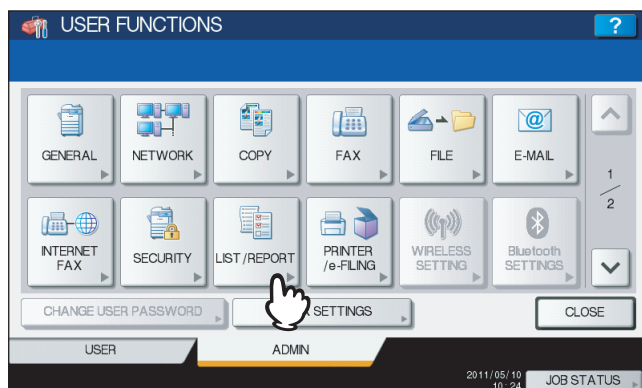 USER FUNCTIONS
?
GENERAL
NETWORK
COPY
FAX
FILE
E-MAIL
1
2
INTERNET
FAX
SECURITY
LIST/REPORT
PRINTER
/e-FILING
WIRELESS
SETTING
Bluetooth
SETTINGS
CHANGE USER PASSWORD
SETTINGS
CLOSE
USER
ADMIN
2011/05/10
10:24
JOB STATUS